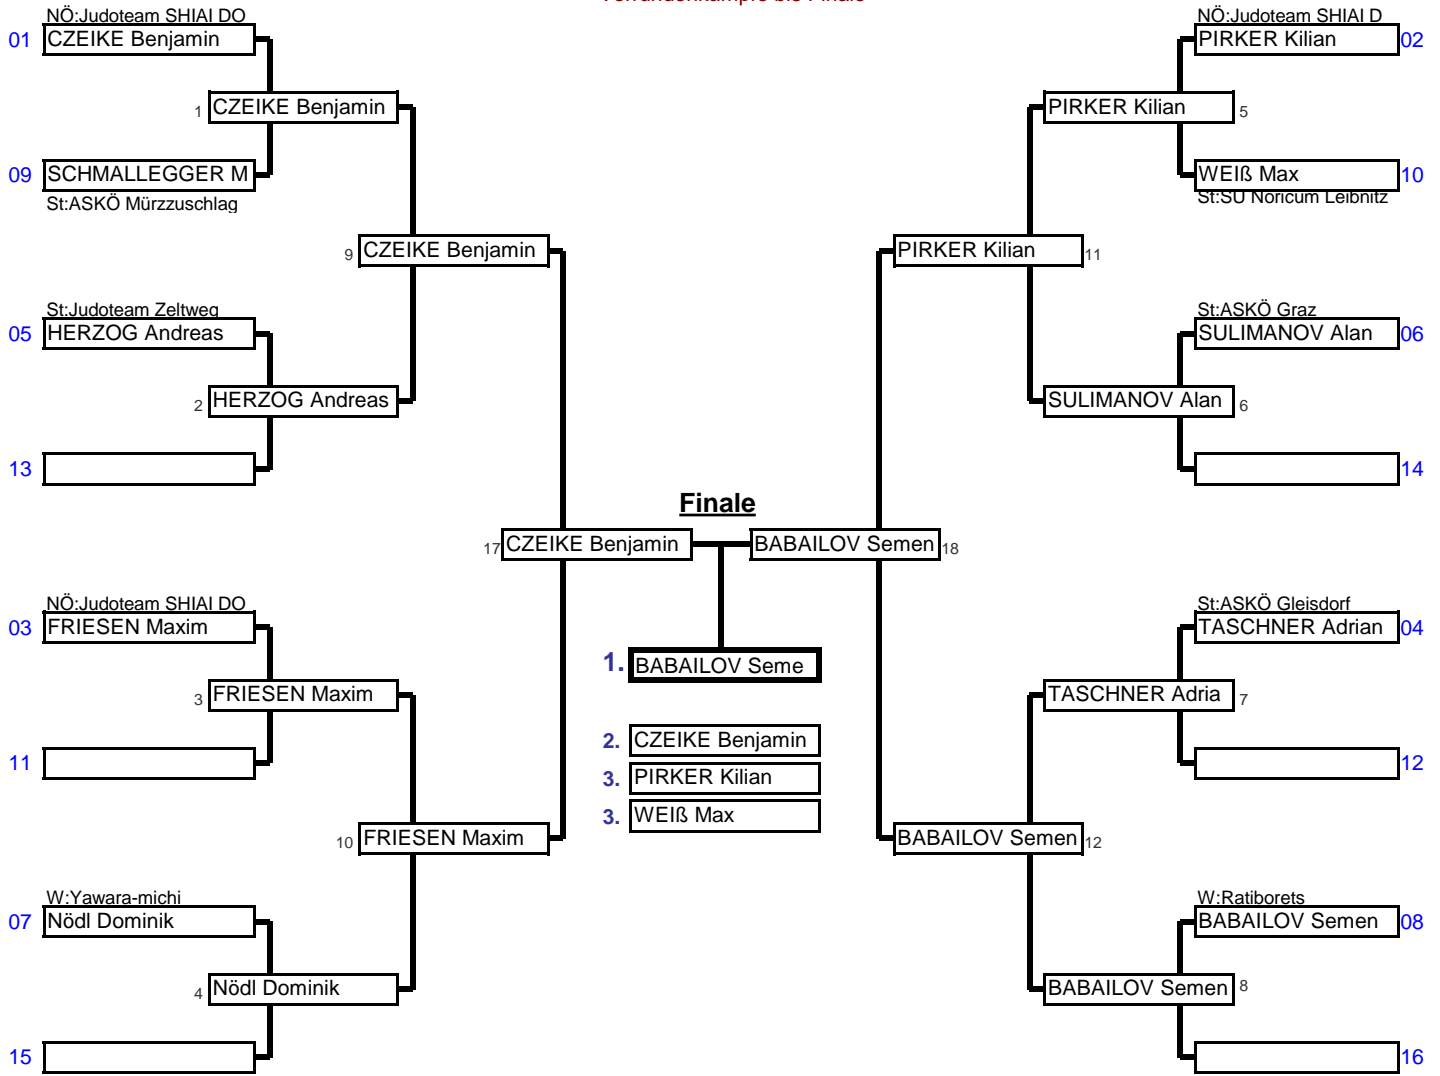 Vorrundenkämpfe bis Finale
NÖ:Judoteam SHIAI DO
01 CZEIKE Benjamin
1 CZEIKE Benjamin
09 SCHMALLEGGER M
St:ASKÖ Mürzzuschlag
9 CZEIKE Benjamin
St:Judoteam Zeltweg
05 HERZOG Andreas
2 HERZOG Andreas
13
17 CZEIKE Benjamin
NÖ:Judoteam SHIAI DO
03 FRIESEN Maxim
3 FRIESEN Maxim
11
10 FRIESEN Maxim
W:Yawara-michi
07 Nödl Dominik
4 Nödl Dominik
15
Finale
1. BABAILOV Seme
2. CZEIKE Benjamin
3. PIRKER Kilian
3. WEIß Max
NÖ:Judoteam SHIAI D
PIRKER Kilian 02
PIRKER Kilian 5
WEIß Max 10
St:SU Noricum Leibnitz
PIRKER Kilian 11
St:ASKÖ Graz
SULIMANOV Alan 06
SULIMANOV Alan 6
14
BABAILOV Semen 18
St:ASKÖ Gleisdorf
TASCHNER Adrian 04
TASCHNER Adria 7
12
BABAILOV Semen 12
W:Ratiborets
BABAILOV Semen 08
BABAILOV Semen 8
16